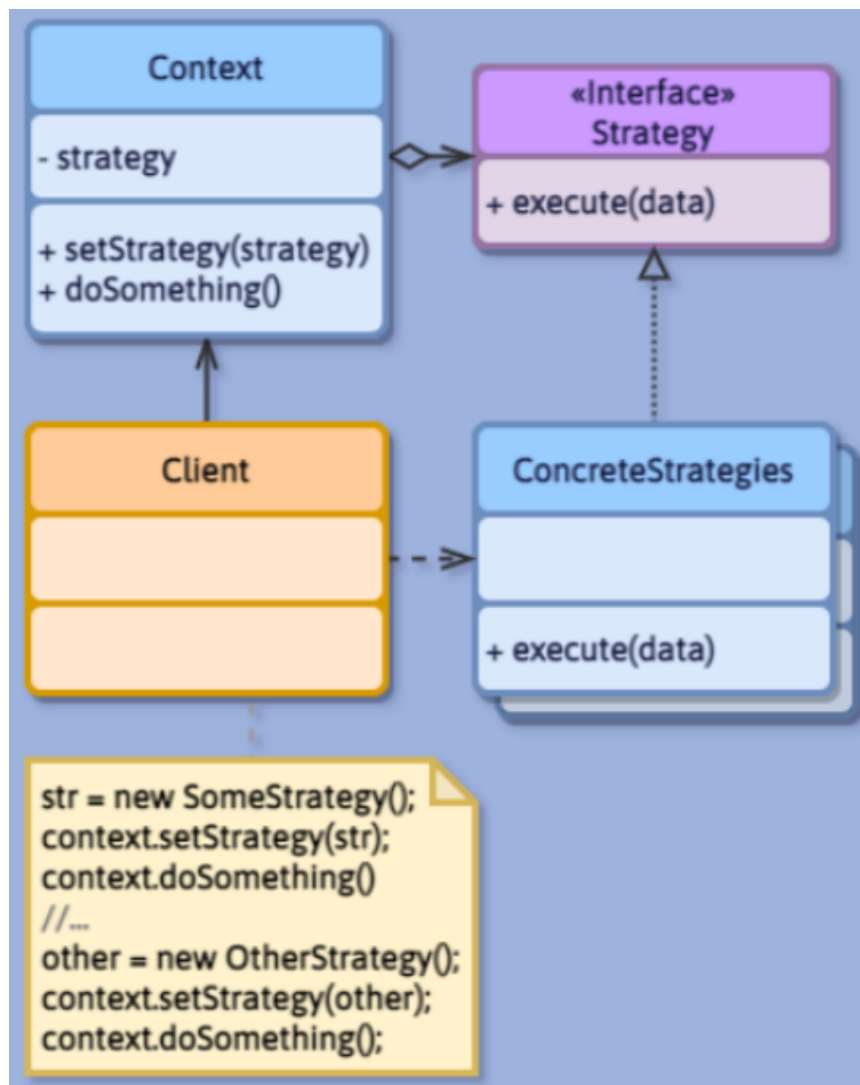 Context
- strategy
+ setStrategy(strategy)
+ doSomething()
«Interface»
Strategy
+ execute(data)
Client
ConcreteStrategies
+ execute(data)
str = new SomeStrategy();
context.setStrategy(str);
context.doSomething()
//...
other = new OtherStrategy();
context.setStrategy(other);
context.doSomething();